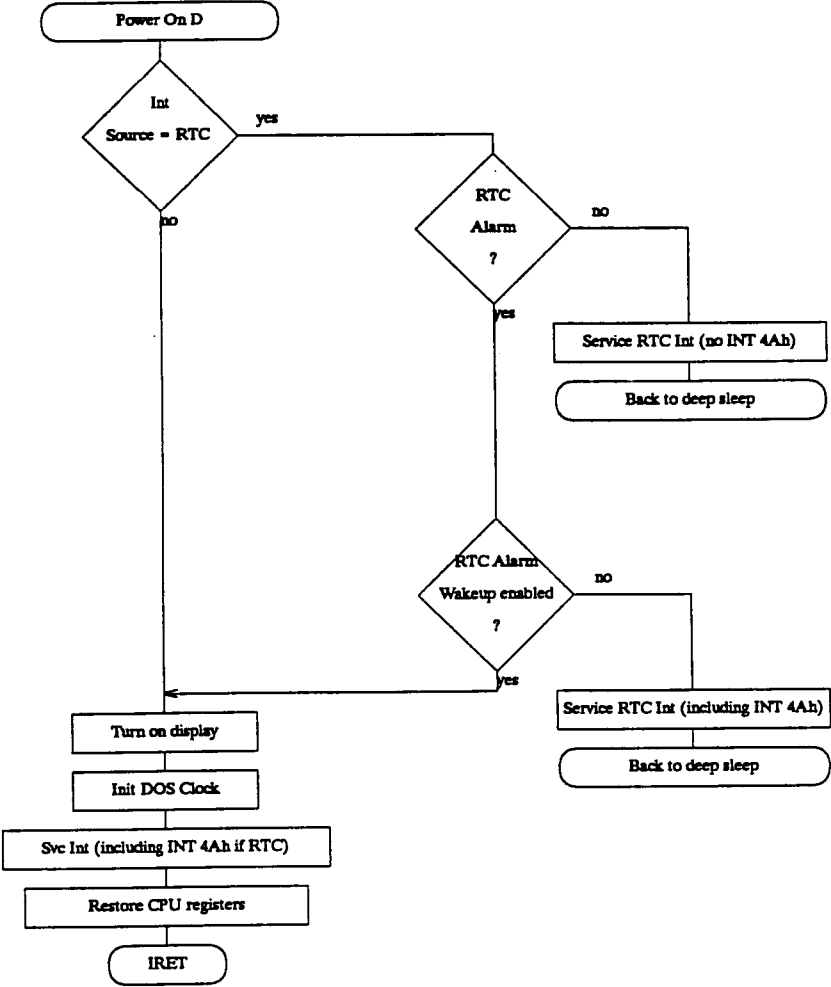 Power On D
Int
Source = RTC
yes
no
RTC
Alarm
?
no
yes
Service RTC Int (no INT 4Ah)
Back to deep sleep
RTC Alarm
Wakeup enabled
?
no
yes
Service RTC Int (including INT 4Ah)
Back to deep sleep
Turn on display
Init DOS Clock
Svc Int (including INT 4Ah if RTC)
Restore CPU registers
IRET